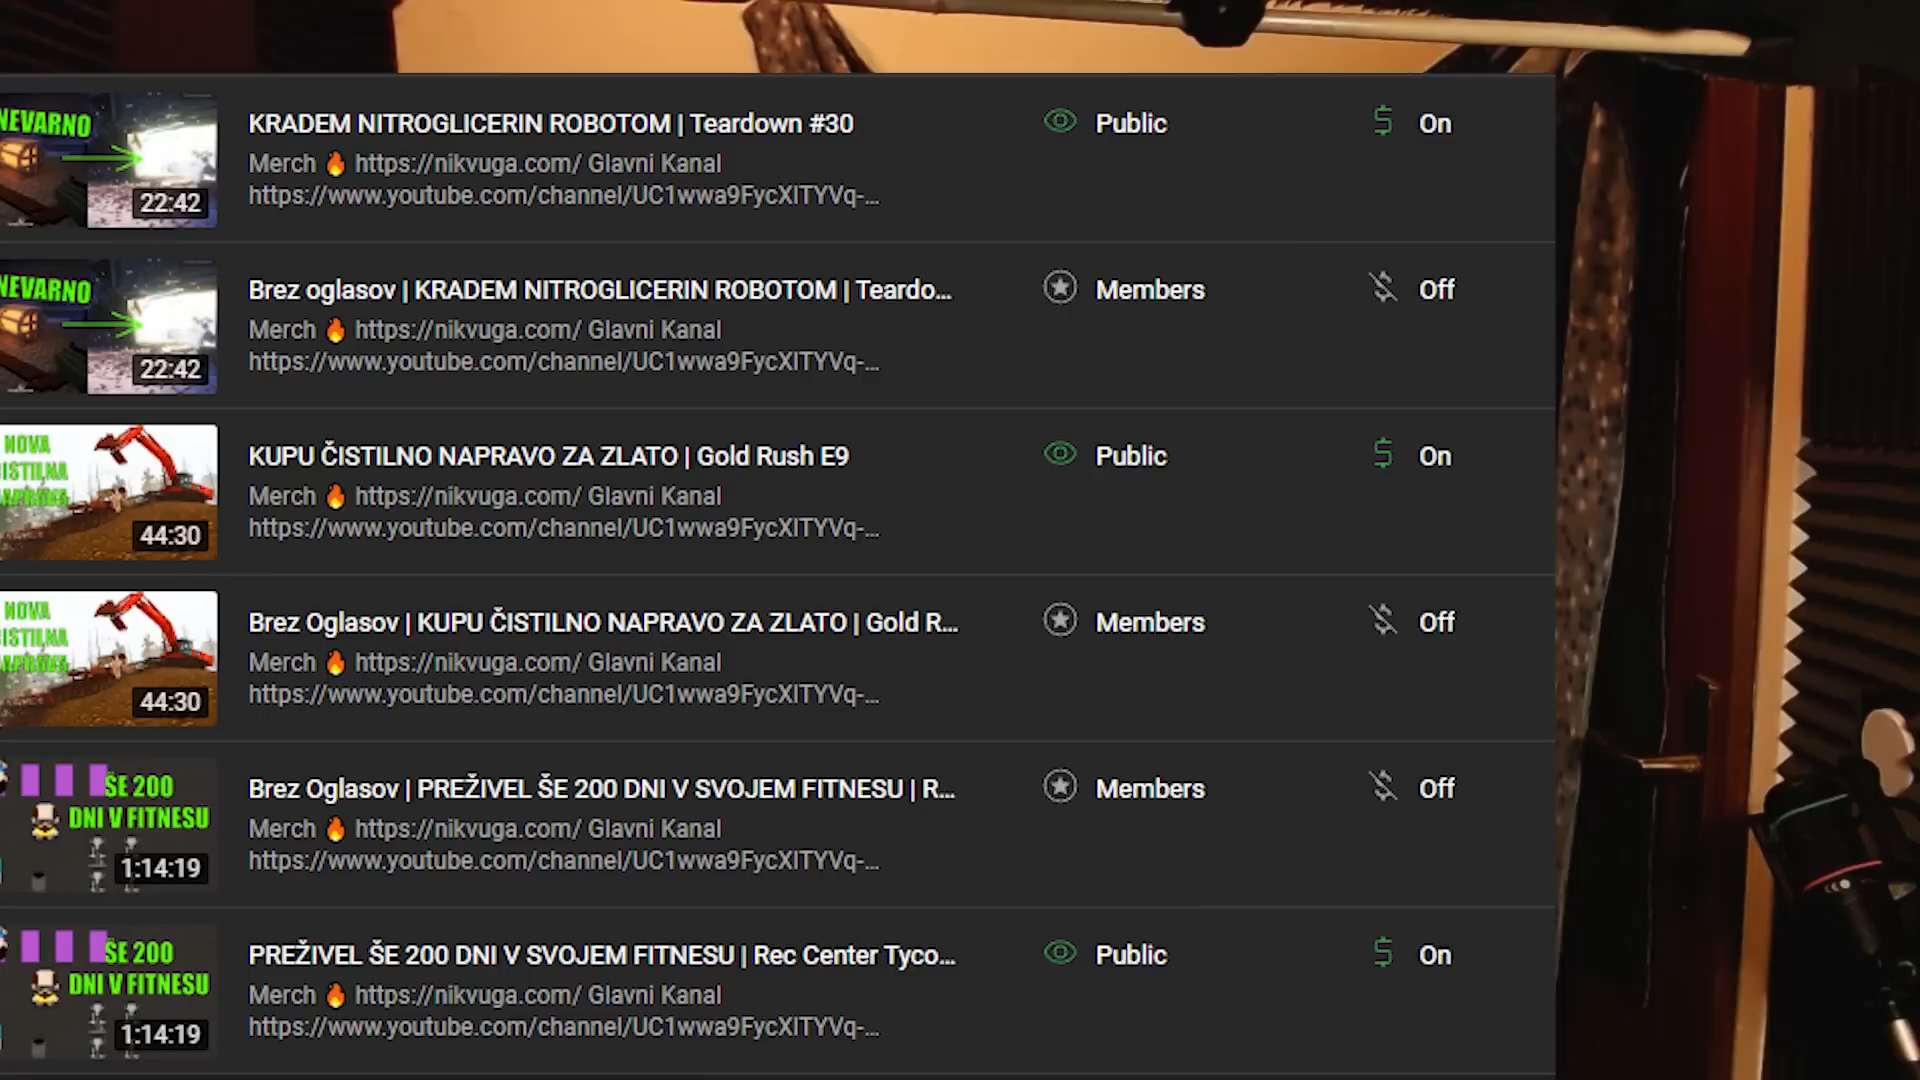 NEVARNO
22:42
KRADEM NITROGLICERIN ROBOTOM | Teardown #30
Merch 🔥 https://nikvuga.com/ Glavni Kanal
https://www.youtube.com/channel/UC1wwa9FycXITYVq-...
Public
On
NEVARNO
22:42
Brez oglasov | KRADEM NITROGLICERIN ROBOTOM | Teardo...
Merch 🔥 https://nikvuga.com/ Glavni Kanal
https://www.youtube.com/channel/UC1wwa9FycXITYVq-...
Members
Off
NOVA
ISTILNA
APRAVA
44:30
KUPU ČISTILNO NAPRAVO ZA ZLATO | Gold Rush E9
Merch 🔥 https://nikvuga.com/ Glavni Kanal
https://www.youtube.com/channel/UC1wwa9FycXITYVq-...
Public
On
NOVA
ISTILNA
APRAVA
44:30
Brez Oglasov | KUPU ČISTILNO NAPRAVO ZA ZLATO | Gold R...
Merch 🔥 https://nikvuga.com/ Glavni Kanal
https://www.youtube.com/channel/UC1wwa9FycXITYVq-...
Members
Off
ŠE 200
DNI V FITNESU
1:14:19
Brez Oglasov | PREŽIVEL ŠE 200 DNI V SVOJEM FITNESU | R...
Merch 🔥 https://nikvuga.com/ Glavni Kanal
https://www.youtube.com/channel/UC1wwa9FycXITYVq-...
Members
Off
ŠE 200
DNI V FITNESU
1:14:19
PREŽIVEL ŠE 200 DNI V SVOJEM FITNESU | Rec Center Tyco...
Merch 🔥 https://nikvuga.com/ Glavni Kanal
https://www.youtube.com/channel/UC1wwa9FycXITYVq-...
Public
On